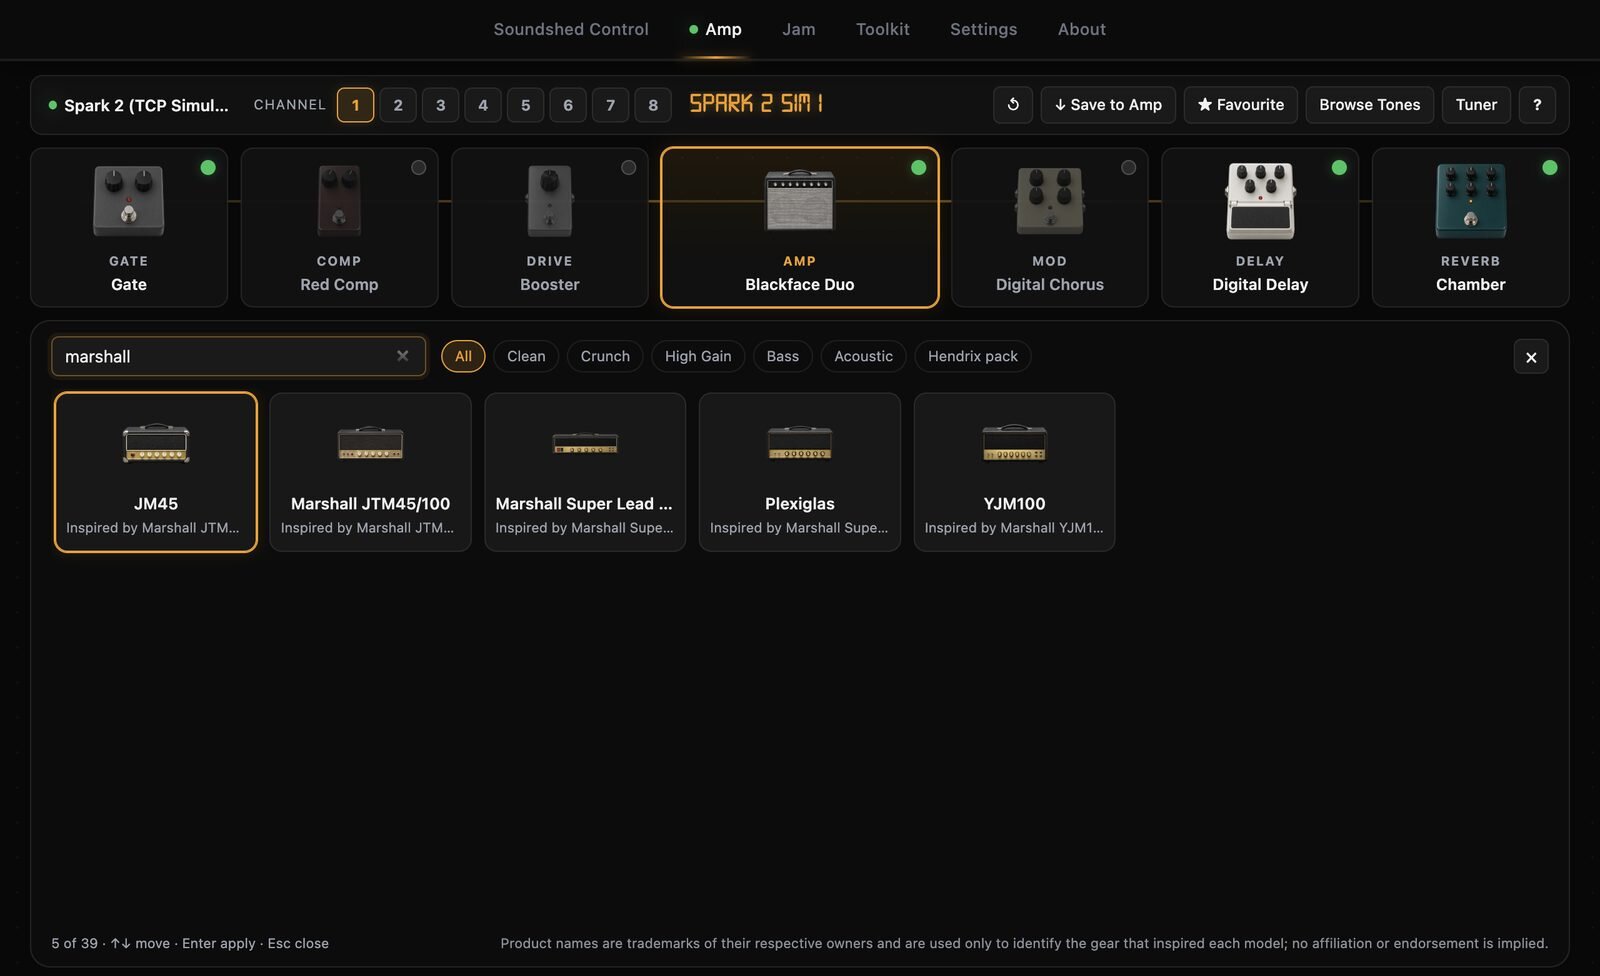 Soundshed Control
Amp
Jam
Toolkit
Settings
About
Spark 2 (TCP Simul...
CHANNEL
1
2
3
4
5
6
7
8
SPARK 2 SIM 1
↓ Save to Amp
★ Favourite
Browse Tones
Tuner
?
GATE
Gate
COMP
Red Comp
DRIVE
Booster
AMP
Blackface Duo
MOD
Digital Chorus
DELAY
Digital Delay
REVERB
Chamber
marshall
All
Clean
Crunch
High Gain
Bass
Acoustic
Hendrix pack
JM45
Inspired by Marshall JTM...
Marshall JTM45/100
Inspired by Marshall JTM...
Marshall Super Lead ...
Inspired by Marshall Supe...
Plexiglas
Inspired by Marshall Supe...
YJM100
Inspired by Marshall YJM1...
5 of 39 · ↑↓ move · Enter apply · Esc close
Product names are trademarks of their respective owners and are used only to identify the gear that inspired each model; no affiliation or endorsement is implied.